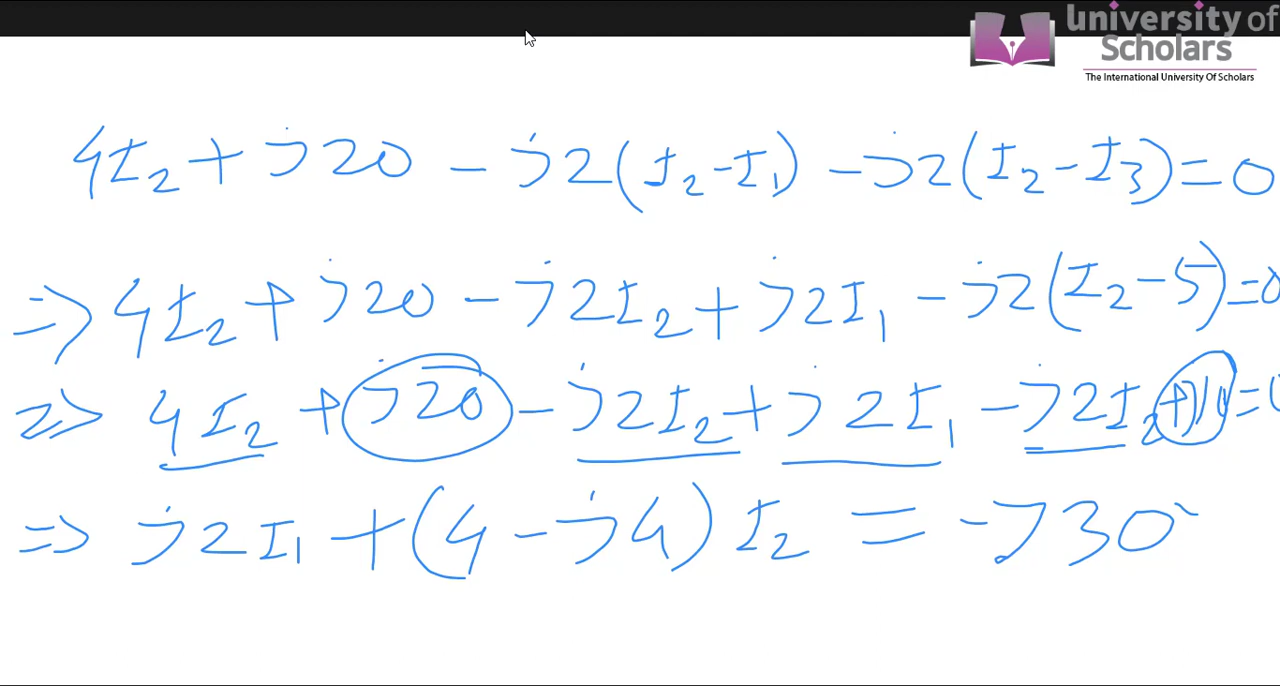 university of
Scholars
The International University Of Scholars
4I₂ + j20 - j2(I₂ - I₁) - j2(I₂ - I₃) = 0
=> 4I₂ + j20 - j2I₂ + j2I₁ - j2(I₂ - 5) = 0
=> 4I₂ + j20 - j2I₂ + j2I₁ - j2I₂ + j10 = 0
=> j2I₁ + (4 - j4) I₂ = -j30